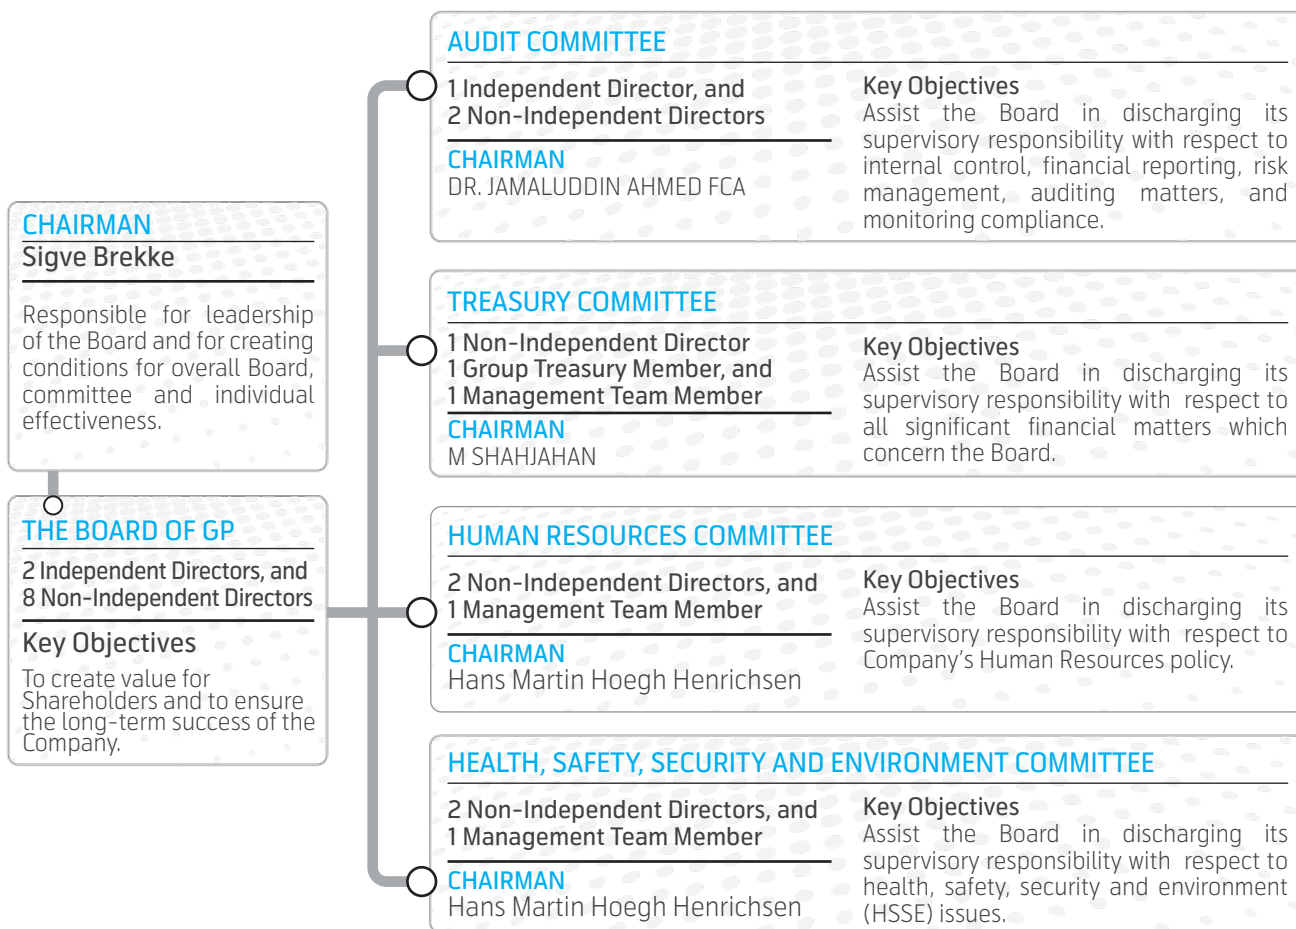 CHAIRMAN
Sigve Brekke
Responsible for leadership
of the Board and for creating
conditions for overall Board,
committee and individual
effectiveness.
THE BOARD OF GP
2 Independent Directors, and
8 Non-Independent Directors
Key Objectives
To create value for
Shareholders and to ensure
the long-term success of the
Company.
AUDIT COMMITTEE
1 Independent Director, and
2 Non-Independent Directors
CHAIRMAN
DR. JAMALUDDIN AHMED FCA
Key Objectives
Assist the Board in discharging its
supervisory responsibility with respect to
internal control, financial reporting, risk
management, auditing matters, and
monitoring compliance.
TREASURY COMMITTEE
1 Non-Independent Director
1 Group Treasury Member, and
1 Management Team Member
CHAIRMAN
M SHAHJAHAN
Key Objectives
Assist the Board in discharging its
supervisory responsibility with respect to
all significant financial matters which
concern the Board.
HUMAN RESOURCES COMMITTEE
2 Non-Independent Directors, and
1 Management Team Member
CHAIRMAN
Hans Martin Hoegh Henrichsen
Key Objectives
Assist the Board in discharging its
supervisory responsibility with respect to
Company's Human Resources policy.
HEALTH, SAFETY, SECURITY AND ENVIRONMENT COMMITTEE
2 Non-Independent Directors, and
1 Management Team Member
CHAIRMAN
Hans Martin Hoegh Henrichsen
Key Objectives
Assist the Board in discharging its
supervisory responsibility with respect to
health, safety, security and environment
(HSSE) issues.